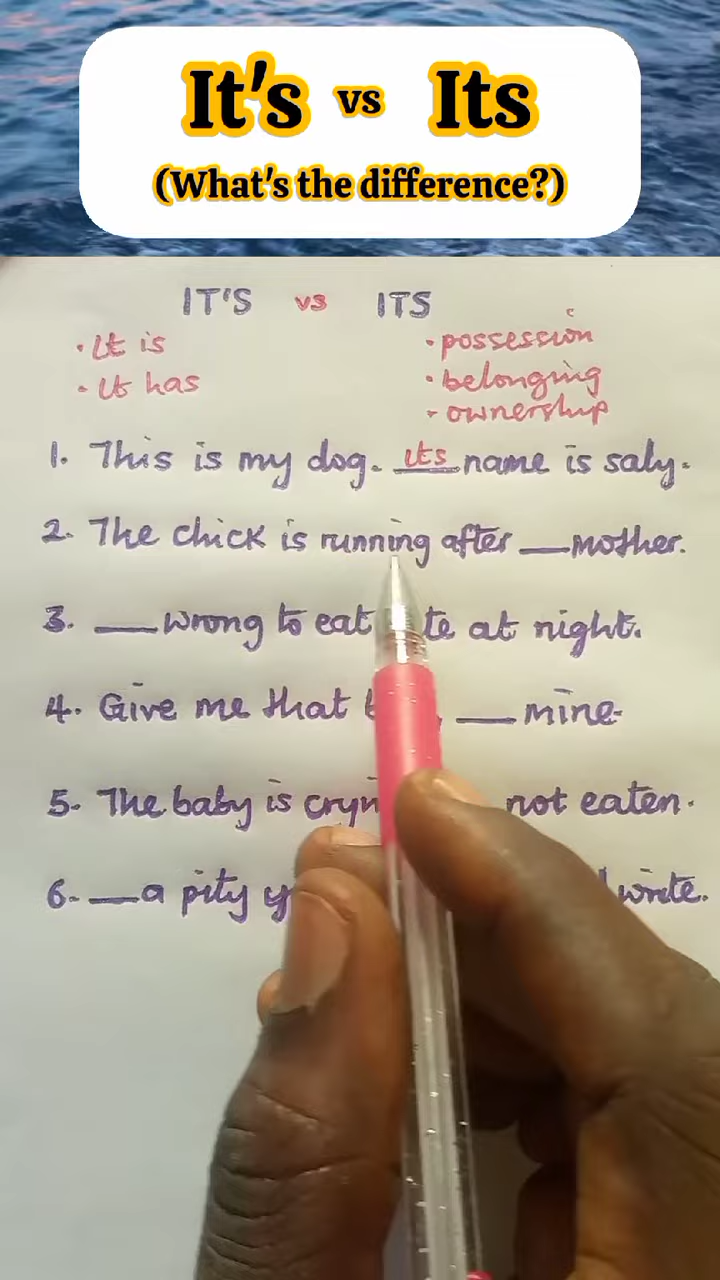 It's vs Its
(What's the difference?)
IT'S vs ITS
• It is
• It has
• possession
• belonging
• ownership
1. This is my dog. its name is saly.
2. The chick is running after ___ mother.
3. ___ wrong to eat at night.
4. Give me that ___ mine.
5. The baby is not eaten.
6. ___ a pity write.